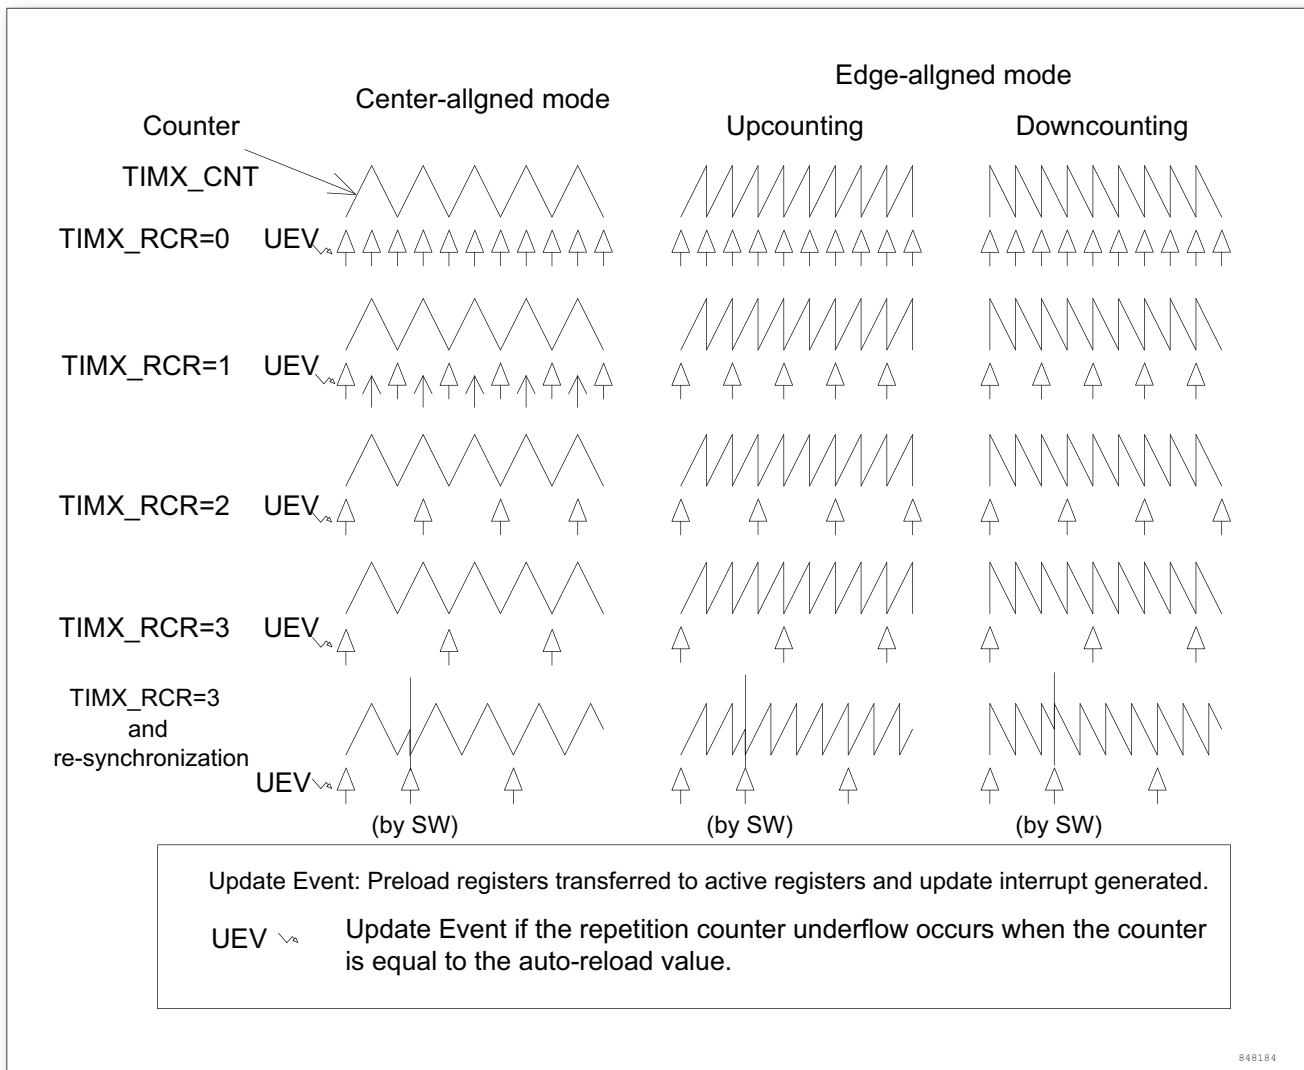 Edge-allgned mode
Center-allgned mode
Counter
Upcounting
Downcounting
TIMX_CNT
TIMX_RCR=0 UEV
TIMX_RCR=1 UEV
TIMX_RCR=2 UEV
TIMX_RCR=3 UEV
TIMX_RCR=3
and
re-synchronization
UEV
(by SW) (by SW) (by SW)
Update Event: Preload registers transferred to active registers and update interrupt generated.
UEV Update Event if the repetition counter underflow occurs when the counter
is equal to the auto-reload value.
848184